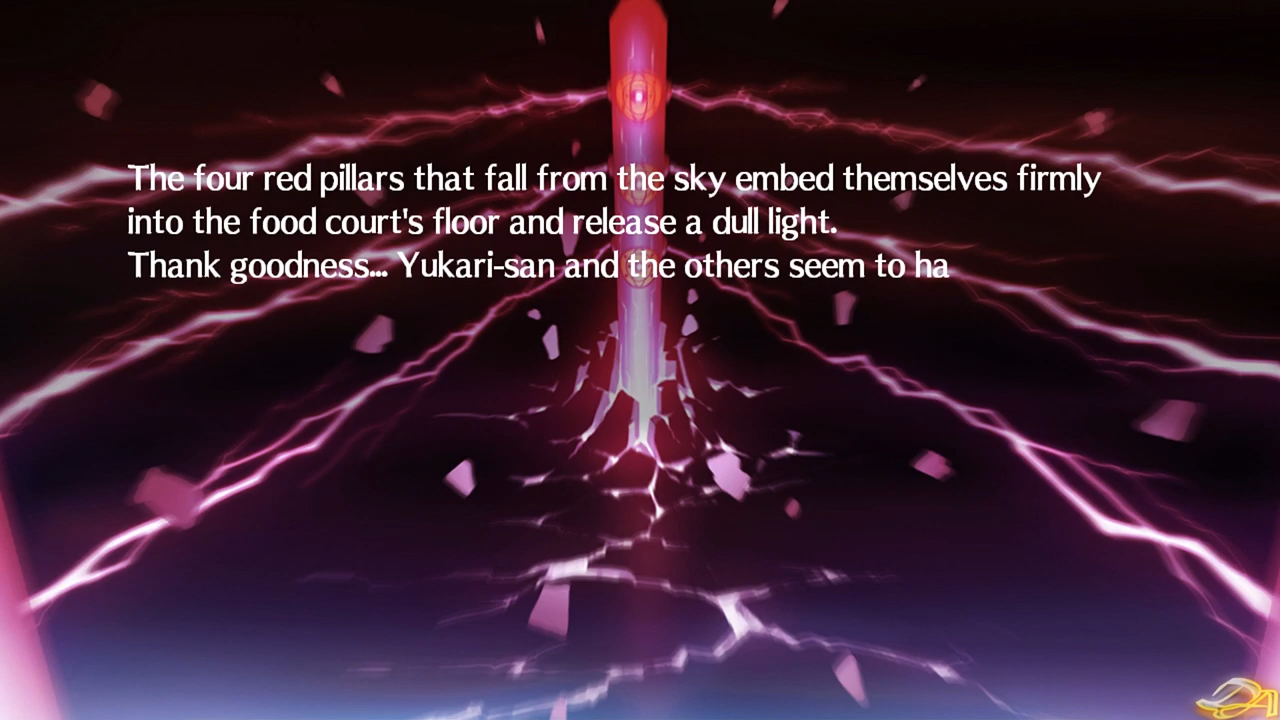 The four red pillars that fall from the sky embed themselves firmly
into the food court's floor and release a dull light.
Thank goodness... Yukari-san and the others seem to ha